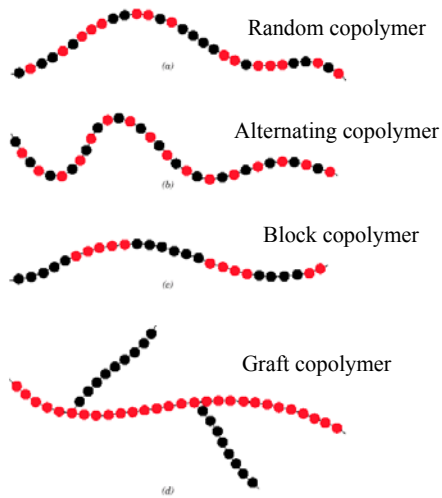 Random copolymer
(a)
Alternating copolymer
(b)
Block copolymer
(c)
Graft copolymer
(d)